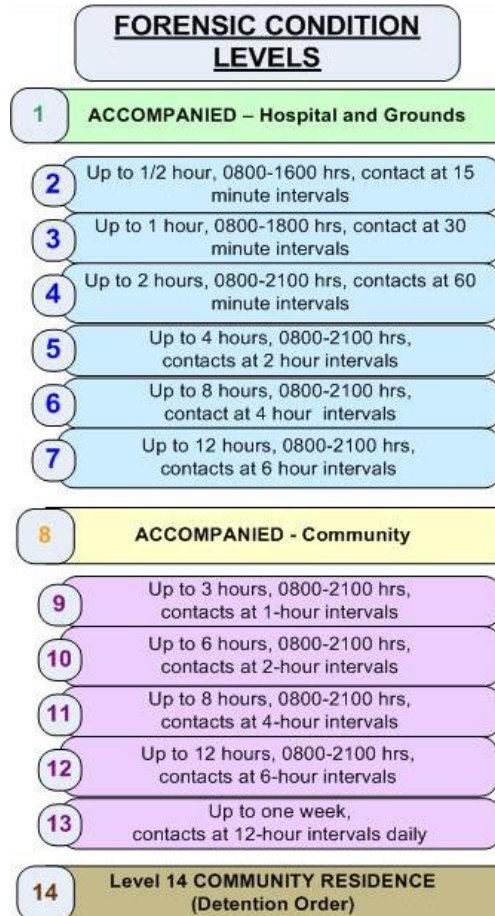 FORENSIC CONDITION
LEVELS
1
ACCOMPANIED – Hospital and Grounds
2
Up to 1/2 hour, 0800-1600 hrs, contact at 15
minute intervals
3
Up to 1 hour, 0800-1800 hrs, contact at 30
minute intervals
4
Up to 2 hours, 0800-2100 hrs, contacts at 60
minute intervals
5
Up to 4 hours, 0800-2100 hrs,
contacts at 2 hour intervals
6
Up to 8 hours, 0800-2100 hrs,
contact at 4 hour intervals
7
Up to 12 hours, 0800-2100 hrs,
contacts at 6 hour intervals
8
ACCOMPANIED - Community
9
Up to 3 hours, 0800-2100 hrs,
contacts at 1-hour intervals
10
Up to 6 hours, 0800-2100 hrs,
contacts at 2-hour intervals
11
Up to 8 hours, 0800-2100 hrs,
contacts at 4-hour intervals
12
Up to 12 hours, 0800-2100 hrs,
contacts at 6-hour intervals
13
Up to one week,
contacts at 12-hour intervals daily
14
Level 14 COMMUNITY RESIDENCE
(Detention Order)